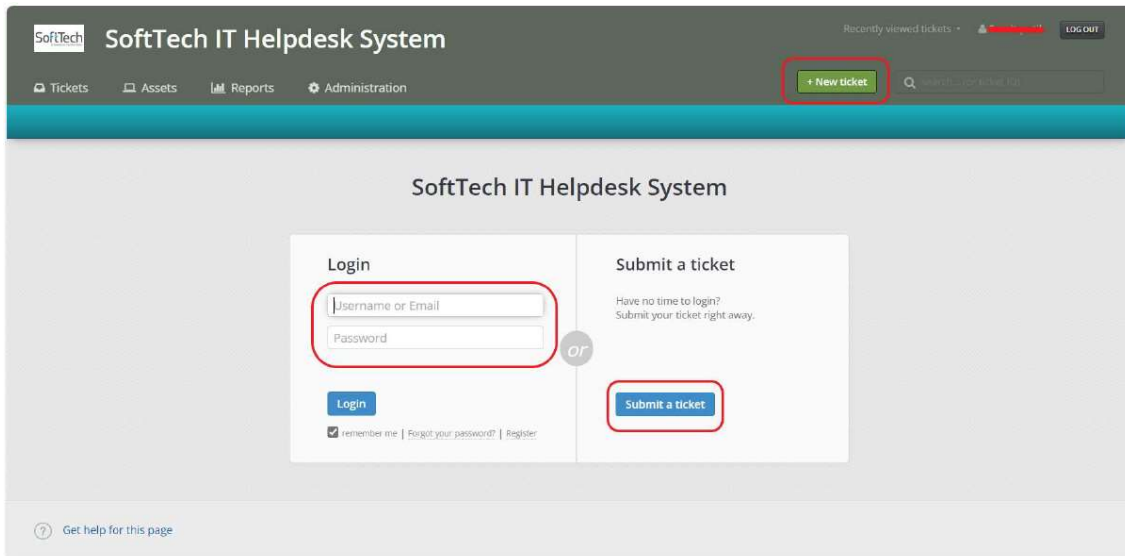 SoftTech
SoftTech IT Helpdesk System
Recently viewed tickets
LOG OUT
Tickets
Assets
Reports
Administration
+ New ticket
SoftTech IT Helpdesk System
Login
Username or Email
Password
Login
remember me | Forgot your password? | Register
or
Submit a ticket
Have no time to login?
Submit your ticket right away.
Submit a ticket
? Get help for this page